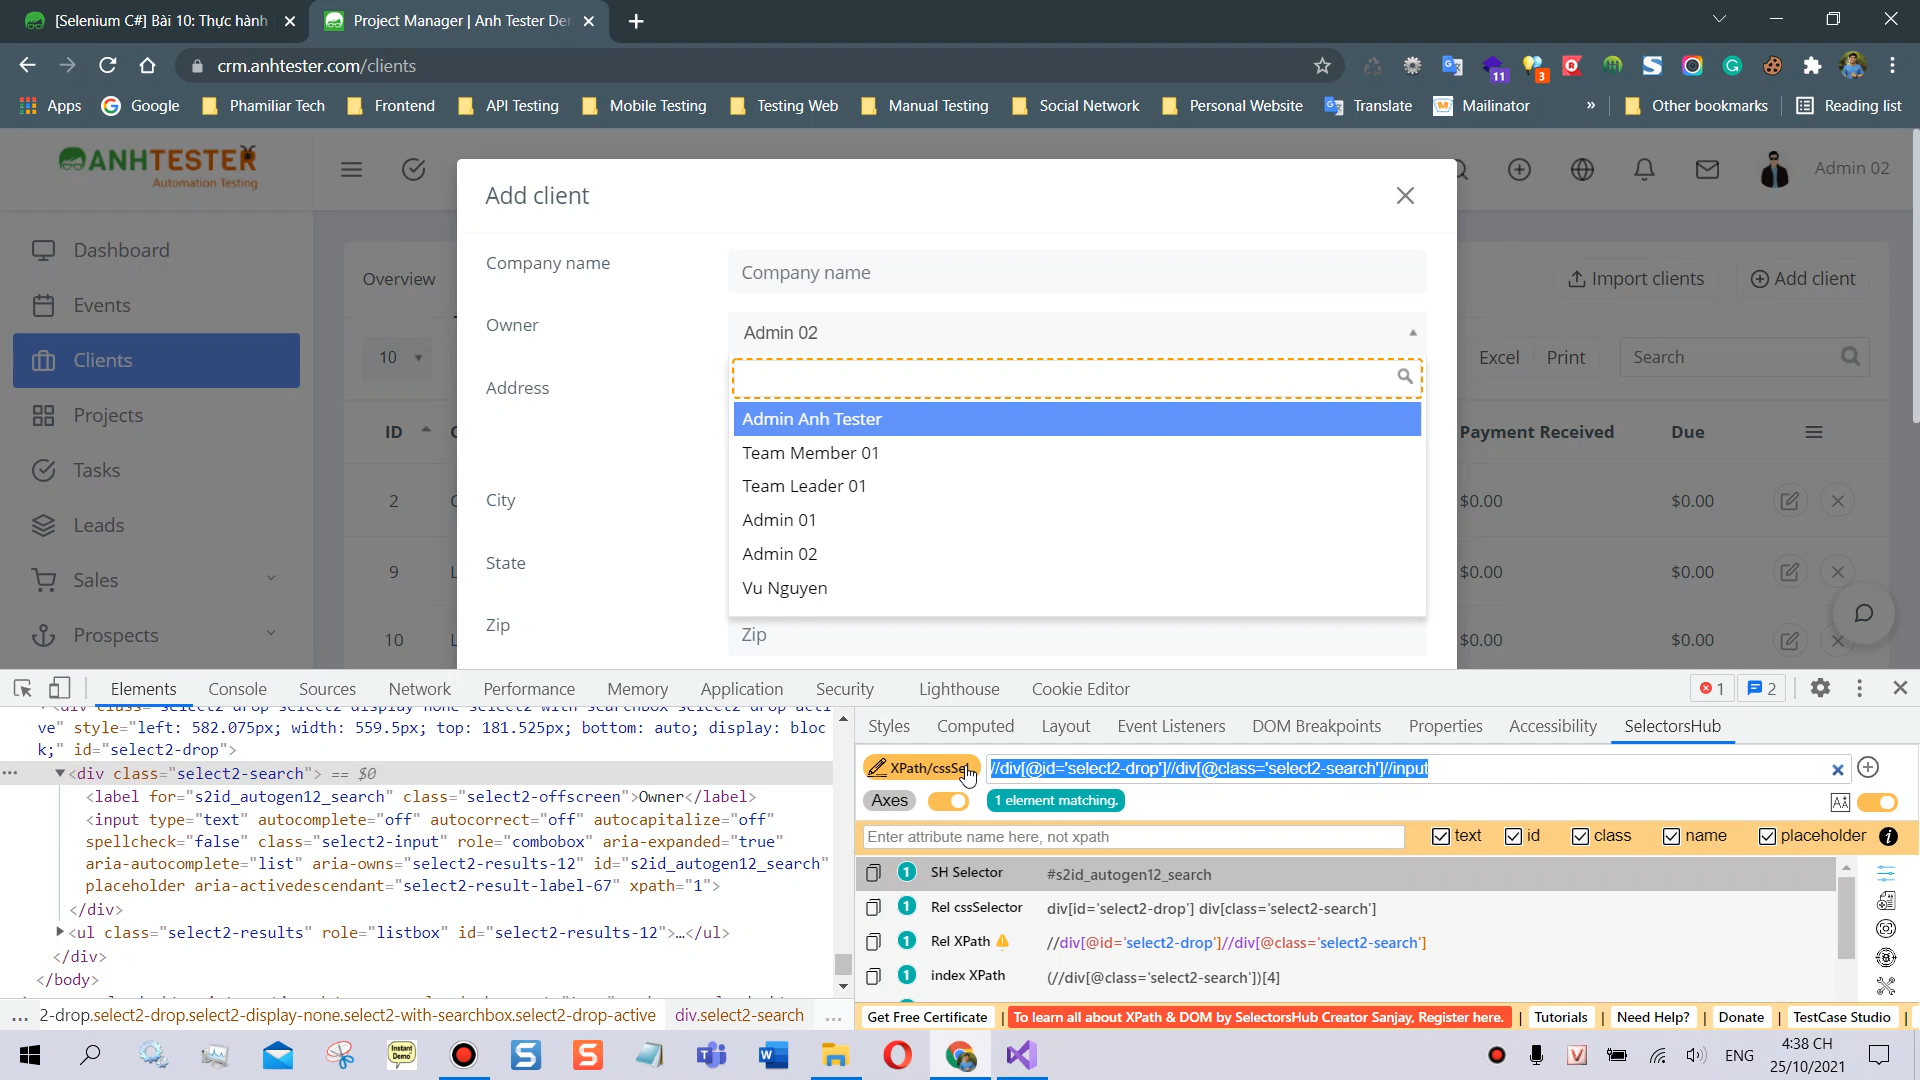 [Selenium C#] Bài 10: Thực hành
Project Manager | Anh Tester De
crm.anhtester.com/clients
11
3
Apps
Google
Phamiliar Tech
Frontend
API Testing
Mobile Testing
Testing Web
Manual Testing
Social Network
Personal Website
Translate
Mailinator
»
Other bookmarks
Reading list
ANHTESTER
Automation Testing
Admin 02
Add client
Dashboard
Events
Clients
Projects
Tasks
Leads
Sales
Prospects
Overview
Import clients
Add client
10
Excel
Print
Search
ID
Payment Received
Due
2
$0.00
$0.00
9
$0.00
$0.00
10
$0.00
$0.00
Company name
Company name
Owner
Admin 02
Address
Admin Anh Tester
Team Member 01
Team Leader 01
Admin 01
Admin 02
Vu Nguyen
City
State
Zip
Zip
Elements
Console
Sources
Network
Performance
Memory
Application
Security
Lighthouse
Cookie Editor
1
2
ve" style="left: 582.075px; width: 559.5px; top: 181.525px; bottom: auto; display: bloc
k;" id="select2-drop">
<div class="select2-search"> == $0
<label for="s2id_autogen12_search" class="select2-offscreen">Owner</label>
<input type="text" autocomplete="off" autocorrect="off" autocapitalize="off"
spellcheck="false" class="select2-input" role="combobox" aria-expanded="true"
aria-autocomplete="list" aria-owns="select2-results-12" id="s2id_autogen12_search"
placeholder aria-activedescendant="select2-result-label-67" xpath="1">
</div>
<ul class="select2-results" role="listbox" id="select2-results-12">…</ul>
</div>
</body>
... 2-drop.select2-drop.select2-display-none.select2-with-searchbox.select2-drop-active
div.select2-search
...
Styles
Computed
Layout
Event Listeners
DOM Breakpoints
Properties
Accessibility
SelectorsHub
XPath/cssSel
//div[@id='select2-drop']//div[@class='select2-search']//input
Axes
1 element matching.
Enter attribute name here, not xpath
text
id
class
name
placeholder
1 SH Selector #s2id_autogen12_search
1 Rel cssSelector div[id='select2-drop'] div[class='select2-search']
1 Rel XPath //div[@id='select2-drop']//div[@class='select2-search']
1 index XPath (//div[@class='select2-search'])[4]
Get Free Certificate | To learn all about XPath & DOM by SelectorsHub Creator Sanjay, Register here. | Tutorials | Need Help? | Donate | TestCase Studio |
Instant
Demo
ENG
4:38 CH
25/10/2021